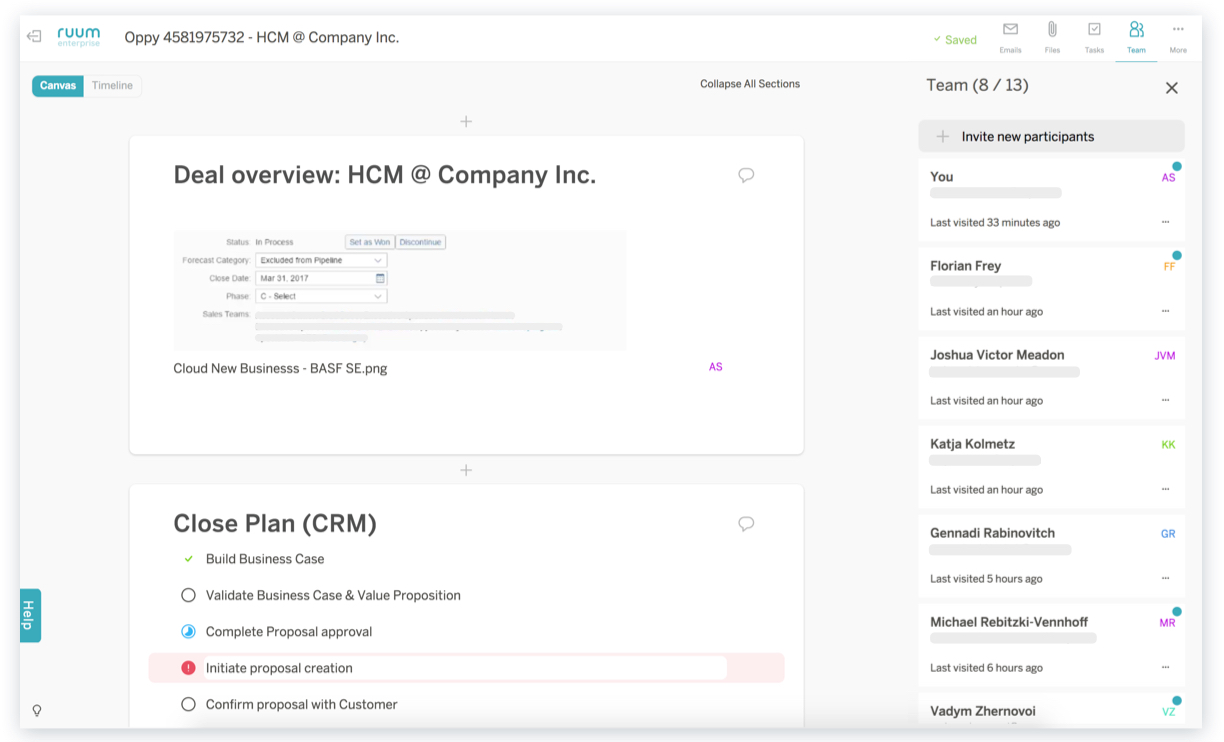 ruum
enterprise
Oppy 4581975732 - HCM @ Company Inc.
Saved
Emails
Files
Tasks
Team
More
Canvas
Timeline
Collapse All Sections
Deal overview: HCM @ Company Inc.
Status: In Process
Set as Won
Discontinue
Forecast Category: Excluded from Pipeline
Close Date: Mar 31, 2017
Phase: C - Select
Sales Teams:
Cloud New Businesss - BASF SE.png
AS
Close Plan (CRM)
Build Business Case
Validate Business Case & Value Proposition
Complete Proposal approval
Initiate proposal creation
Confirm proposal with Customer
Help
Team (8 / 13)
Invite new participants
You
AS
Last visited 33 minutes ago
Florian Frey
FF
Last visited an hour ago
Joshua Victor Meadon
JVM
Last visited an hour ago
Katja Kolmetz
KK
Last visited an hour ago
Gennadi Rabinovitch
GR
Last visited 5 hours ago
Michael Rebitzki-Vennhoff
MR
Last visited 6 hours ago
Vadym Zhernovoi
VZ